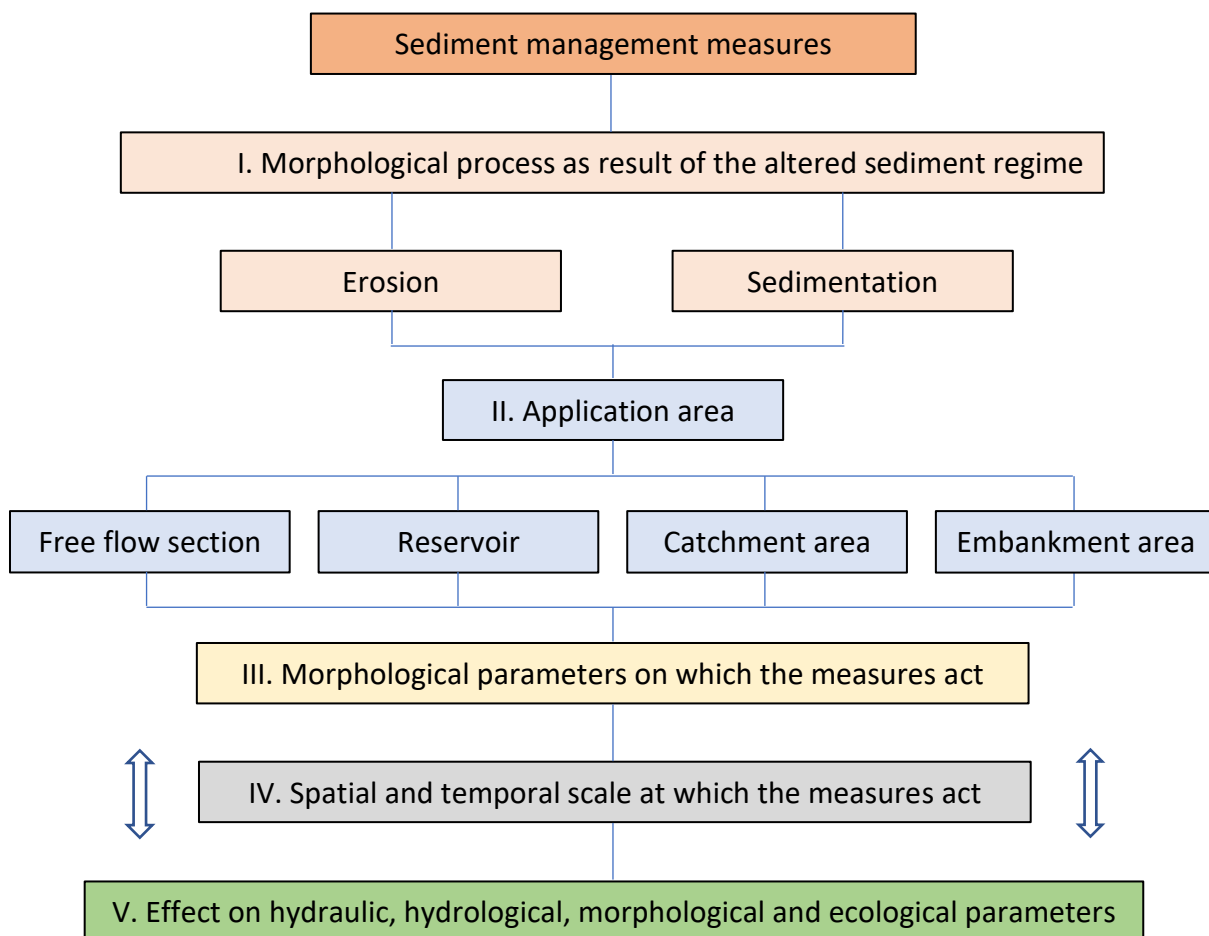 Sediment management measures
I. Morphological process as result of the altered sediment regime
Erosion
Sedimentation
II. Application area
Free flow section
Reservoir
Catchment area
Embankment area
III. Morphological parameters on which the measures act
IV. Spatial and temporal scale at which the measures act
V. Effect on hydraulic, hydrological, morphological and ecological parameters